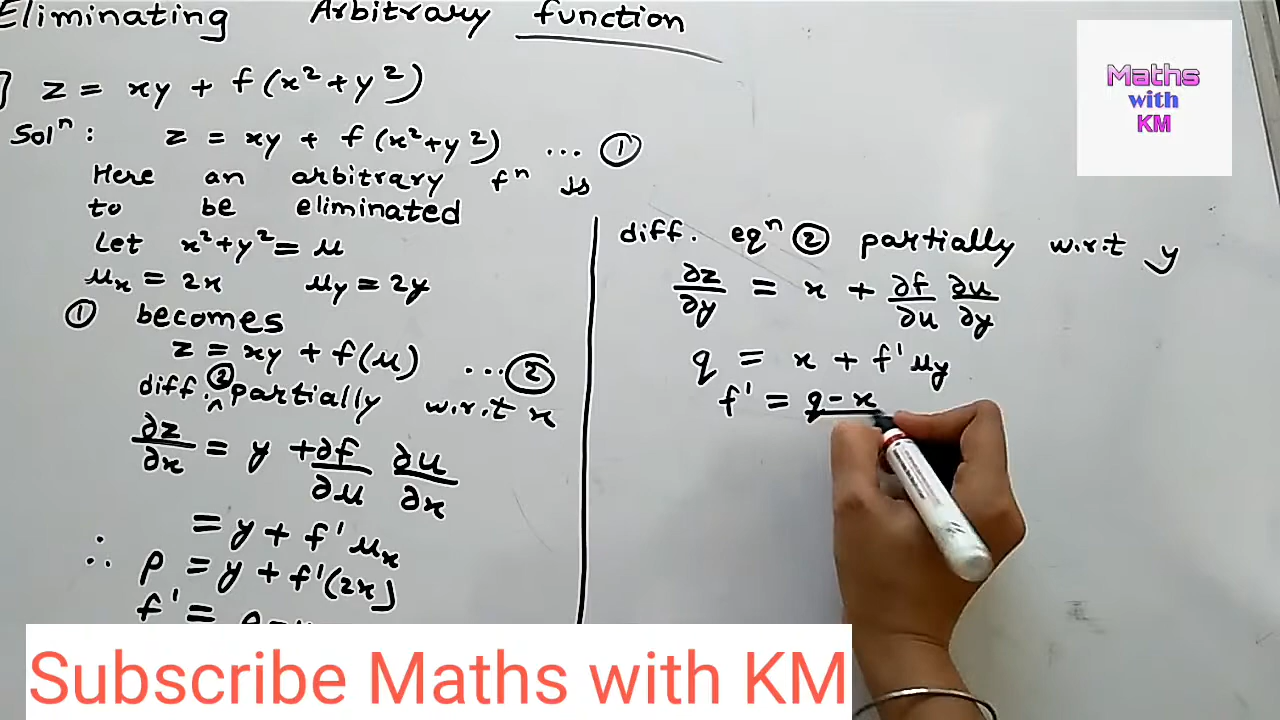 Eliminating Arbitrary function
] z = xy + f(x²+y²)
Solⁿ : z = xy + f(x²+y²) ... ①
Here an arbitrary fⁿ is
to be eliminated
Let x²+y² = u
uₓ = 2x u_y = 2y
① becomes
z = xy + f(u) ... ②
diff. ② partially w.r.t x
∂z/∂x = y + ∂f/∂u ∂u/∂x
= y + f' uₓ
∴ p = y + f'(2x)
f' =
diff. eqⁿ ② partially w.r.t y
∂z/∂y = x + ∂f/∂u ∂u/∂y
q = x + f' u_y
f' = q - x
Maths
with
KM
Subscribe Maths with KM